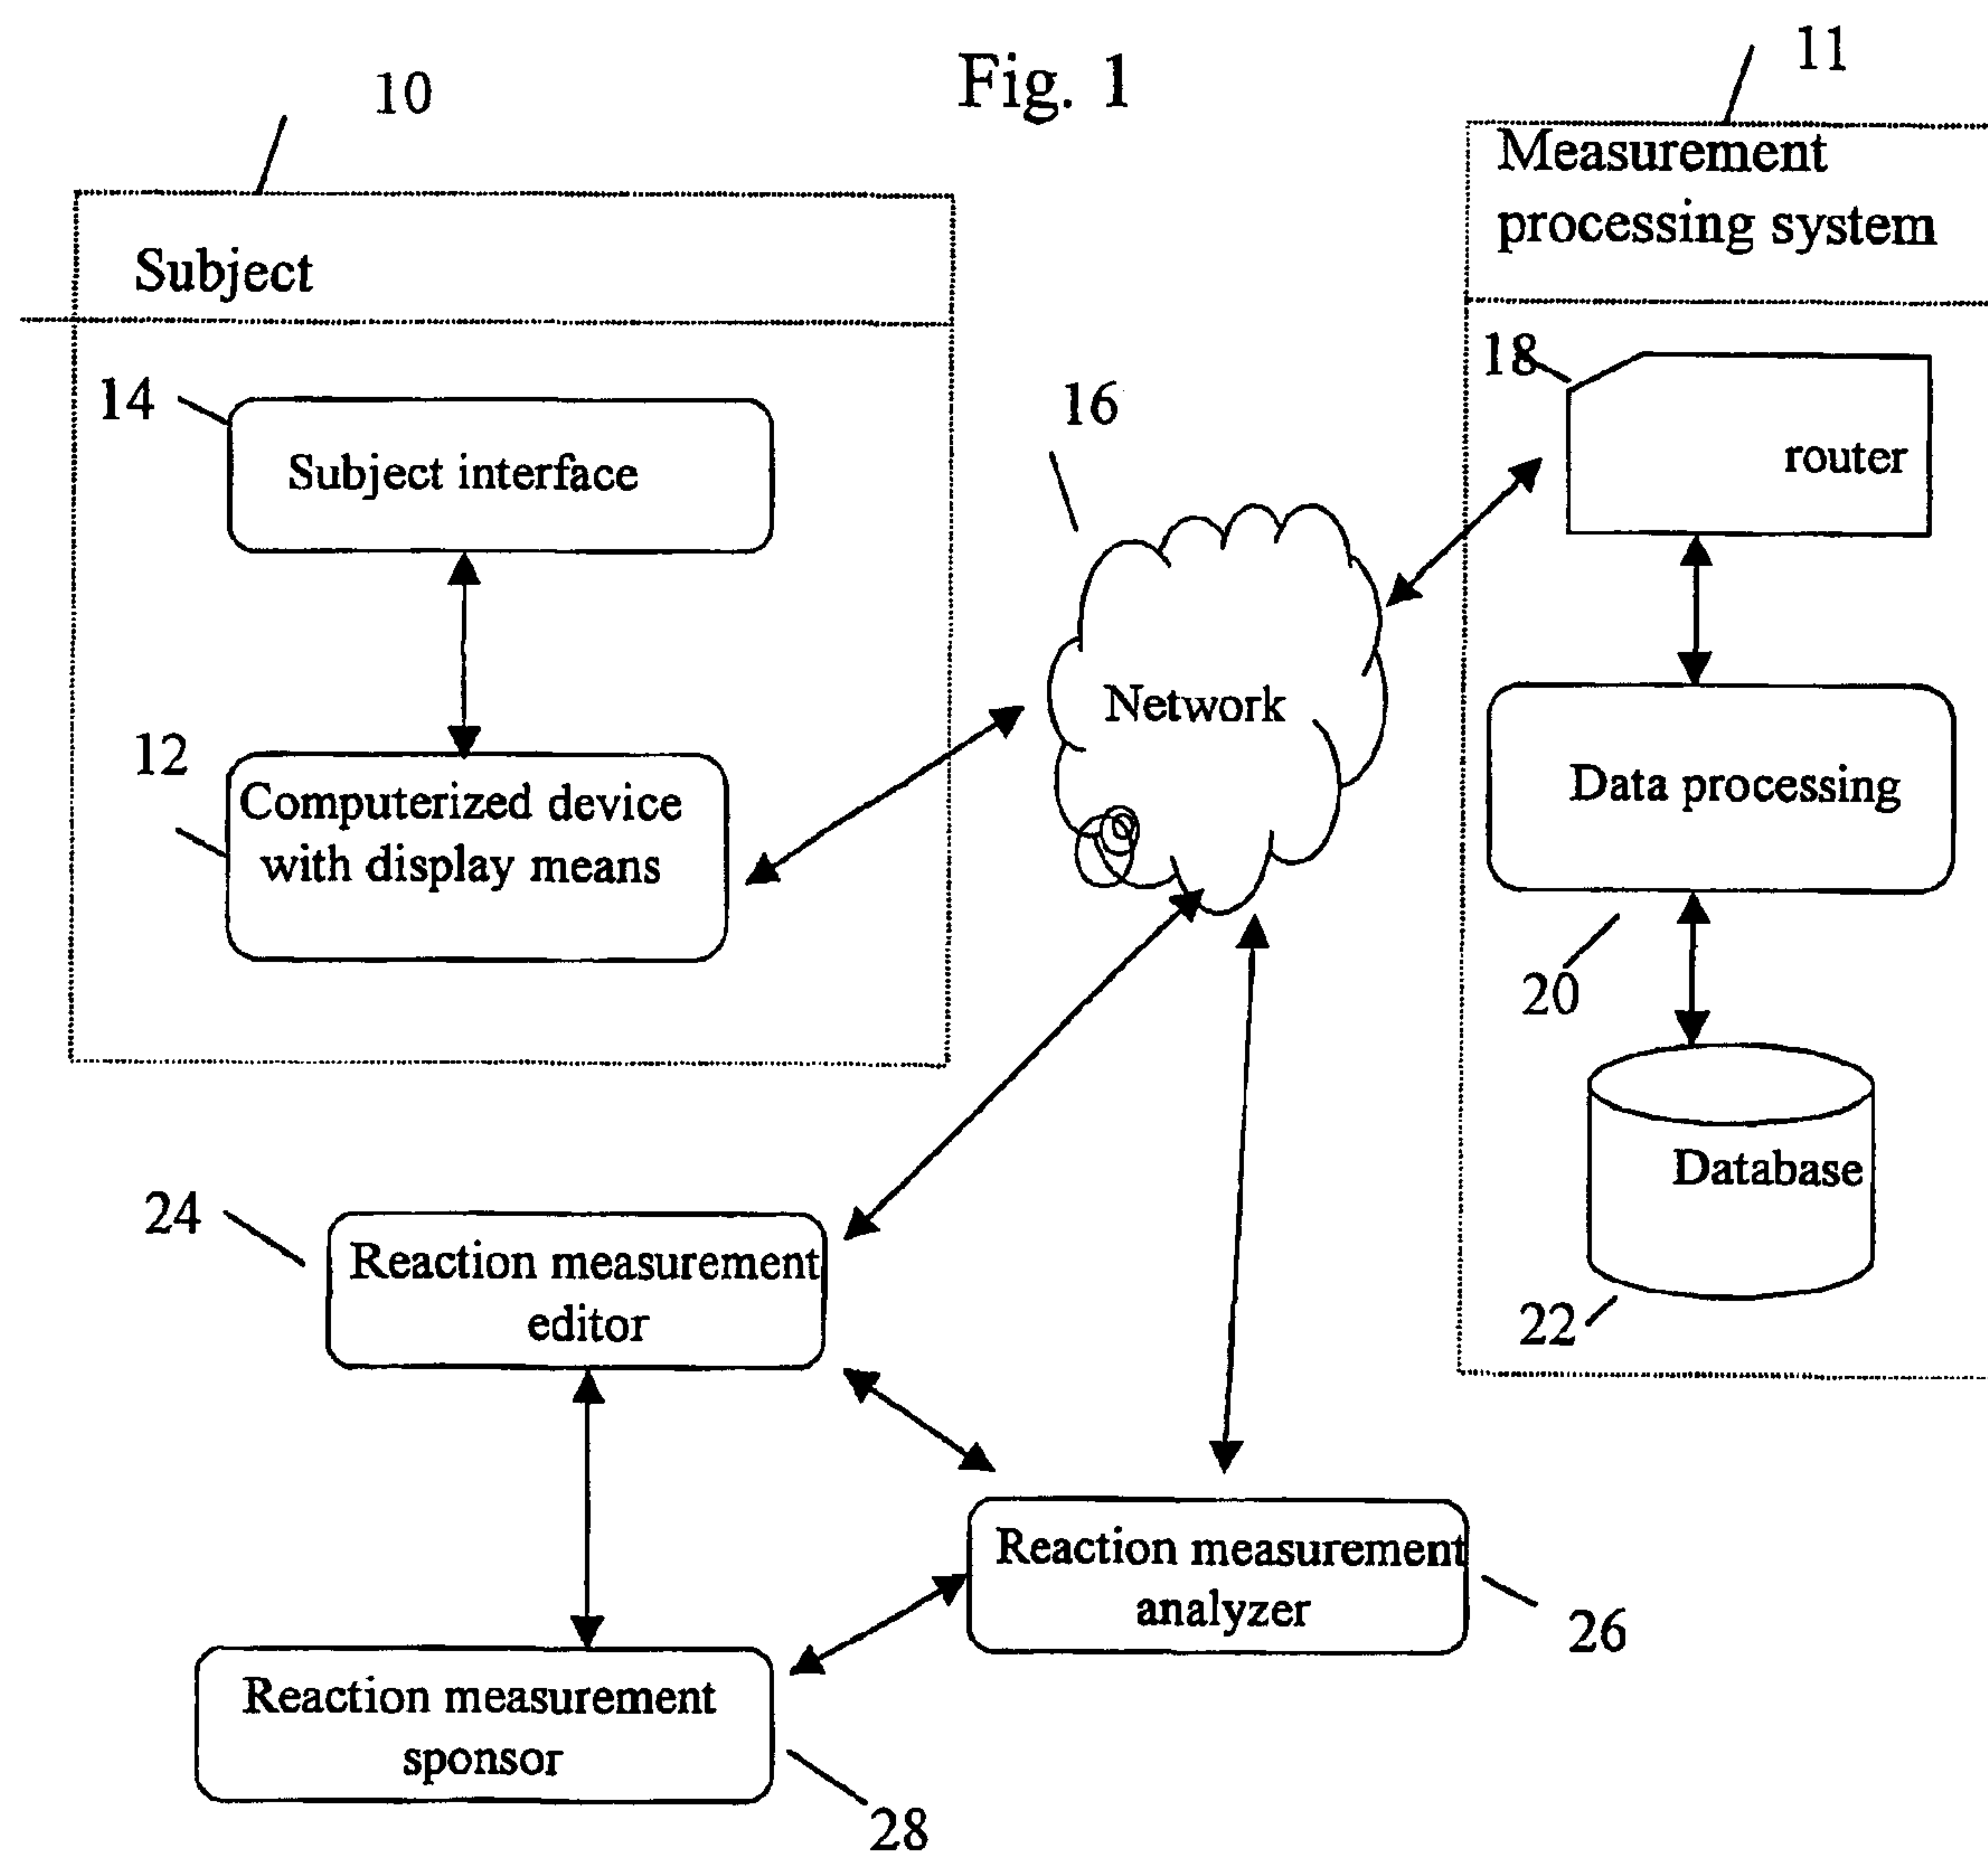 Fig. 1
10
11
Subject
Measurement
processing system
14
Subject interface
16
18
router
Network
12
Computerized device
with display means
Data processing
20
Database
22
24
Reaction measurement
editor
Reaction measurement
analyzer
26
Reaction measurement
sponsor
28